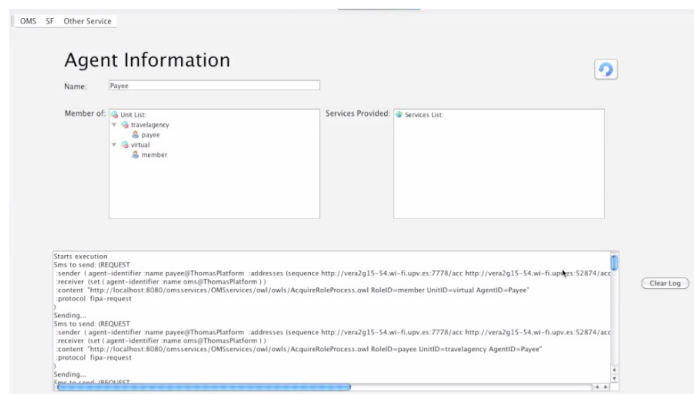 OMS SF Other Service
Agent Information
Name: Payee
Member of: Unit List:
travelagency
payee
virtual
member
Services Provided: Services List:
Starts execution
Sms to send: (REQUEST
:sender ( agent-identifier :name payee@ThomasPlatform :addresses (sequence http://vera2g15-54.wi-fi.upv.es:7778/acc http://vera2g15-54.wi-fi.upv.es:52874/acc
:receiver (set ( agent-identifier :name oms@ThomasPlatform ) )
:content "http://localhost:8080/omsservices/OMSservices/owl/owls/AcquireRoleProcess.owl RoleID=member UnitID=virtual AgentID=Payee"
:protocol fipa-request
)
Sending...
Sms to send: (REQUEST
:sender ( agent-identifier :name payee@ThomasPlatform :addresses (sequence http://vera2g15-54.wi-fi.upv.es:7778/acc http://vera2g15-54.wi-fi.upv.es:52874/acc
:receiver (set ( agent-identifier :name oms@ThomasPlatform ) )
:content "http://localhost:8080/omsservices/OMSservices/owl/owls/AcquireRoleProcess.owl RoleID=payee UnitID=travelagency AgentID=Payee"
:protocol fipa-request
)
Sending...
Sms to send: (REQUEST
Clear Log